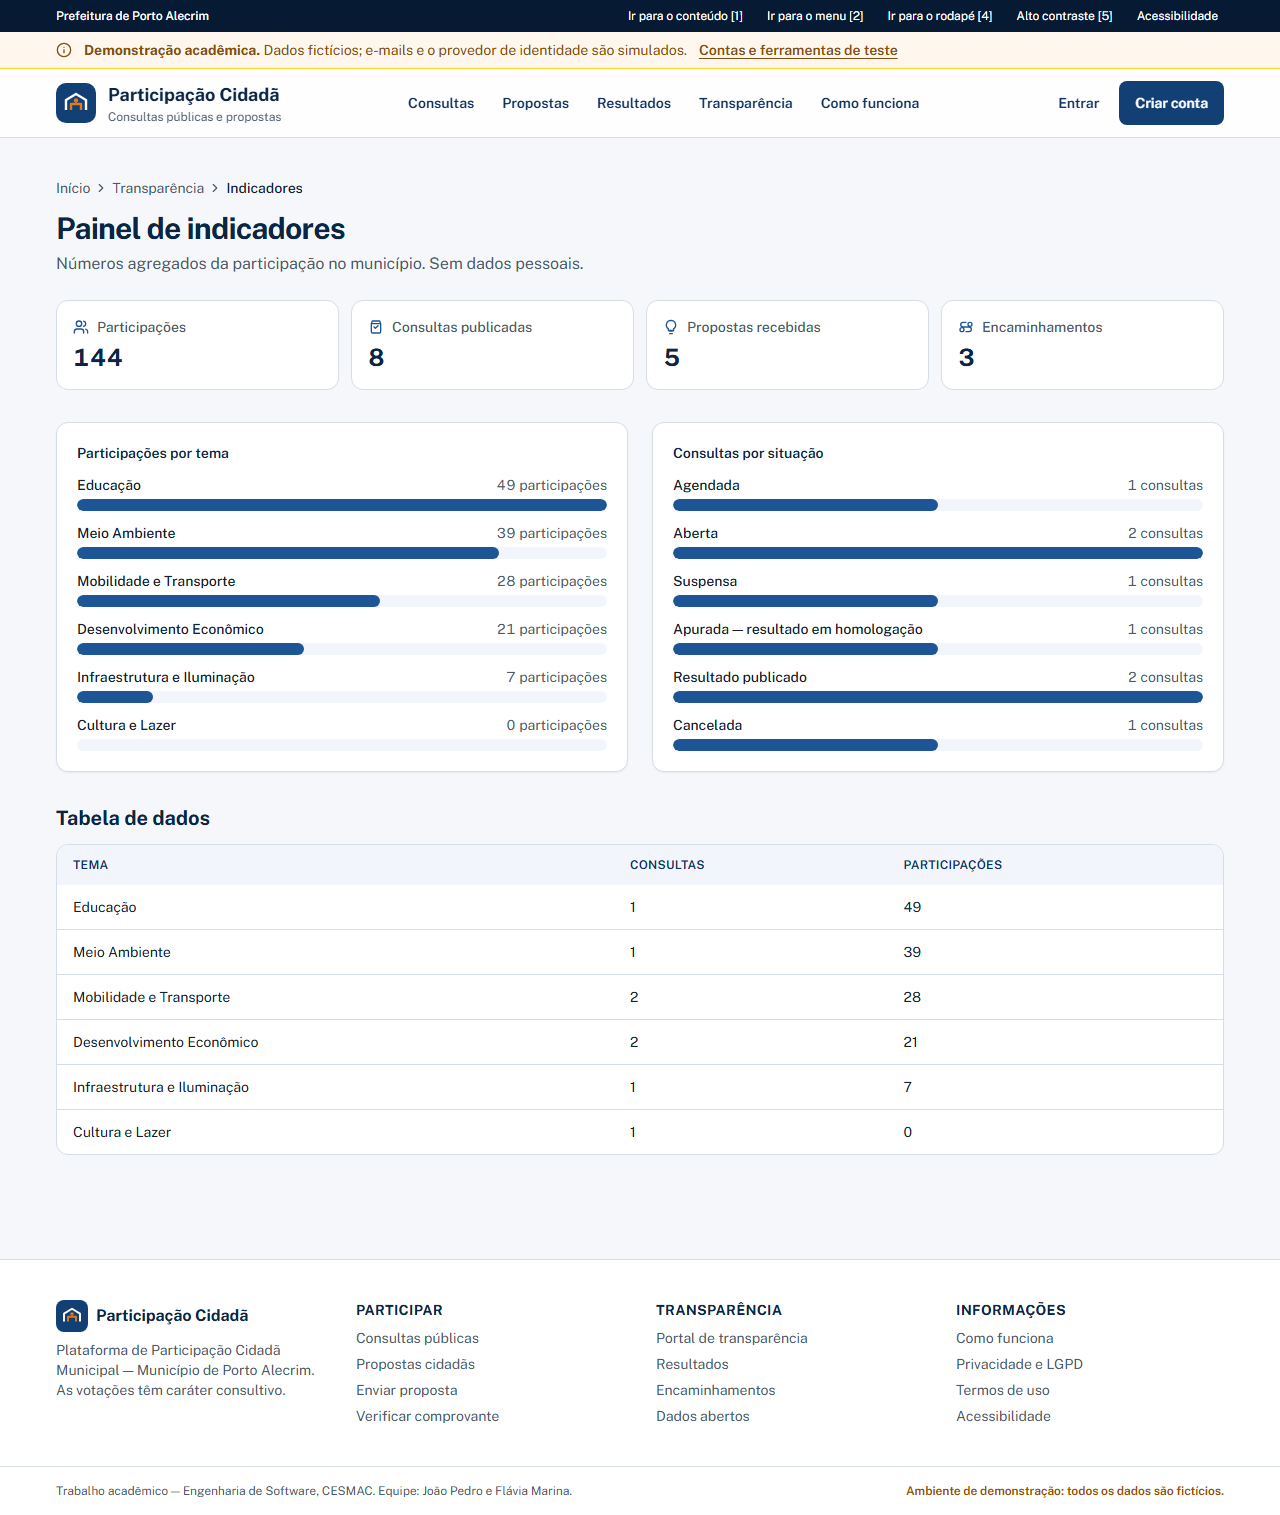 Prefeitura de Porto Alecrim
Ir para o conteúdo [1]
Ir para o menu [2]
Ir para o rodapé [4]
Alto contraste [5]
Acessibilidade
Demonstração acadêmica. Dados fictícios; e-mails e o provedor de identidade são simulados. Contas e ferramentas de teste
Participação Cidadã
Consultas públicas e propostas
Consultas
Propostas
Resultados
Transparência
Como funciona
Entrar
Criar conta
Início > Transparência > Indicadores
Painel de indicadores
Números agregados da participação no município. Sem dados pessoais.
Participações
144
Consultas publicadas
8
Propostas recebidas
5
Encaminhamentos
3
Participações por tema
Educação 49 participações
Meio Ambiente 39 participações
Mobilidade e Transporte 28 participações
Desenvolvimento Econômico 21 participações
Infraestrutura e Iluminação 7 participações
Cultura e Lazer 0 participações
Consultas por situação
Agendada 1 consultas
Aberta 2 consultas
Suspensa 1 consultas
Apurada — resultado em homologação 1 consultas
Resultado publicado 2 consultas
Cancelada 1 consultas
Tabela de dados
TEMA CONSULTAS PARTICIPAÇÕES
Educação 1 49
Meio Ambiente 1 39
Mobilidade e Transporte 2 28
Desenvolvimento Econômico 2 21
Infraestrutura e Iluminação 1 7
Cultura e Lazer 1 0
Participação Cidadã
Plataforma de Participação Cidadã
Municipal — Município de Porto Alecrim.
As votações têm caráter consultivo.
PARTICIPAR
Consultas públicas
Propostas cidadãs
Enviar proposta
Verificar comprovante
TRANSPARÊNCIA
Portal de transparência
Resultados
Encaminhamentos
Dados abertos
INFORMAÇÕES
Como funciona
Privacidade e LGPD
Termos de uso
Acessibilidade
Trabalho acadêmico — Engenharia de Software, CESMAC. Equipe: João Pedro e Flávia Marina.
Ambiente de demonstração: todos os dados são fictícios.